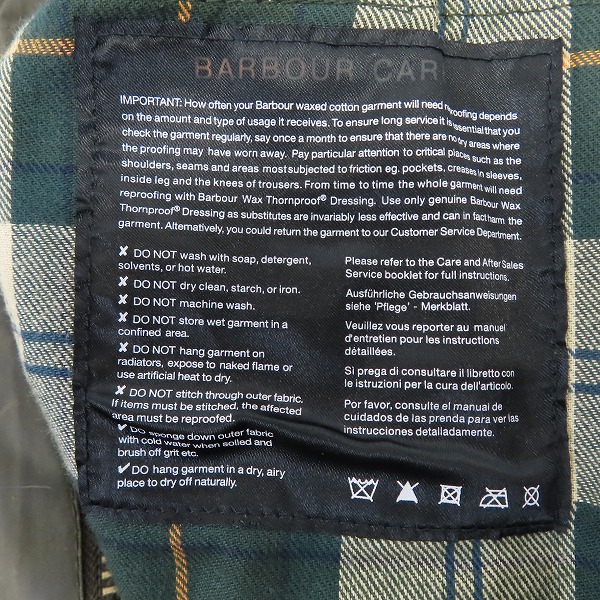 BARBOUR CAR
IMPORTANT: How often your Barbour waxed cotton garment will need reproofing depends
on the amount and type of usage it receives. To ensure long service it is essential that you
check the garment regularly, say once a month to ensure that there are no dry areas where
the proofing may have worn away. Pay particular attention to critical places such as the
shoulders, seams and areas most subjected to friction eg. pockets, creases in sleeves,
inside leg and the knees of trousers. From time to time the whole garment will need
reproofing with Barbour Wax Thornproof® Dressing. Use only genuine Barbour Wax
Thornproof® Dressing as substitutes are invariably less effective and can in fact harm the
garment. Alternatively, you could return the garment to our Customer Service Department.
✘ DO NOT wash with soap, detergent,
solvents, or hot water.
✘ DO NOT dry clean, starch, or iron.
✘ DO NOT machine wash.
✘ DO NOT store wet garment in a
confined area.
✘ DO NOT hang garment on
radiators, expose to naked flame or
use artificial heat to dry.
✘ DO NOT stitch through outer fabric.
If items must be stitched, the affected
area must be reproofed.
✔ DO sponge down outer fabric
with cold water when soiled and
brush off grit etc.
✔ DO hang garment in a dry, airy
place to dry off naturally.
Please refer to the Care and After Sales
Service booklet for full instructions.
Ausführliche Gebrauchsanweisungen
siehe 'Pflege' - Merkblatt.
Veuillez vous reporter au manuel
d'entretien pour les instructions
détaillées.
Si prega di consultare il libretto con
le istruzioni per la cura dell'articolo.
Por favor, consulte el manual de
cuidados de las prenda para ver las
instrucciones detalladamente.